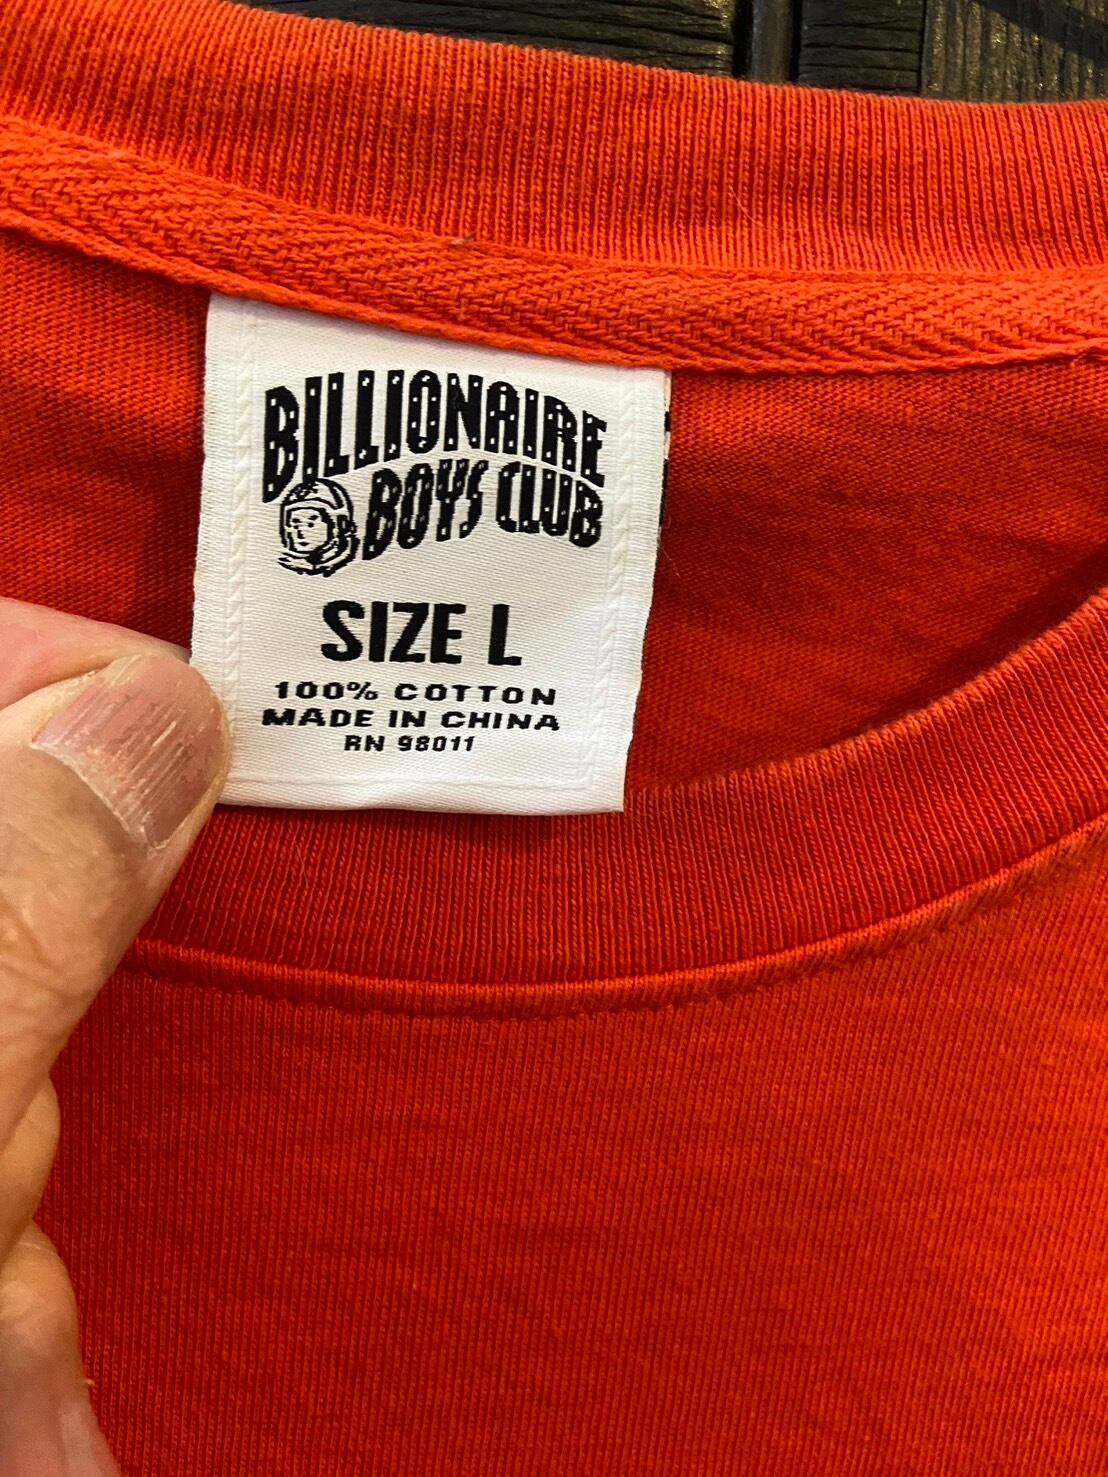 BILLIONAIRE
BOYS CLUB
SIZE L
100% COTTON
MADE IN CHINA
RN 98011